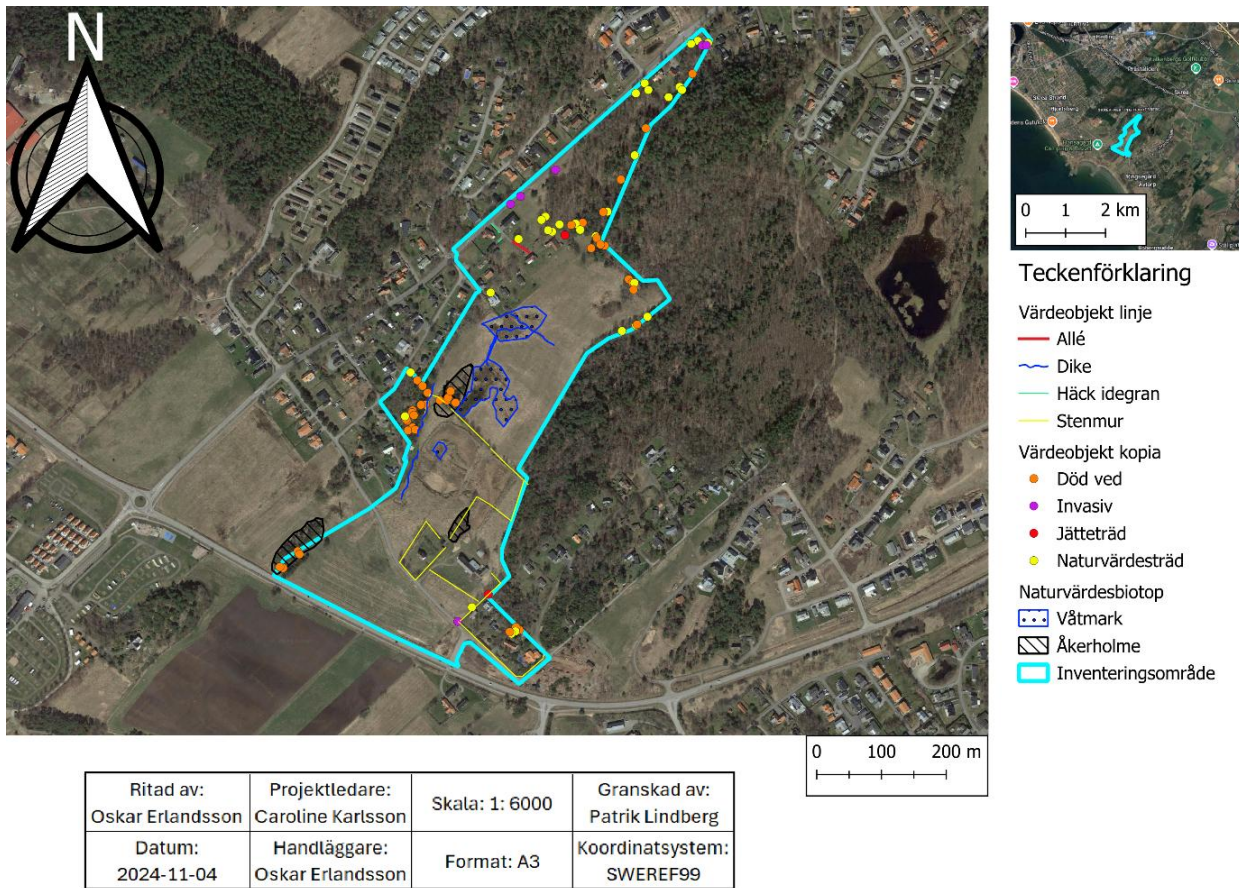 N
0 1 2 km
Teckenförklaring
Värdeobjekt linje
Allé
Dike
Häck idegran
Stenmur
Värdeobjekt kopia
Död ved
Invasiv
Jätteträd
Naturvärdesträd
Naturvärdesbiotop
Våtmark
Åkerholme
Inventeringsområde
0 100 200 m
Ritad av:
Oskar Erlandsson
Projektledare:
Caroline Karlsson
Skala: 1: 6000
Granskad av:
Patrik Lindberg
Datum:
2024-11-04
Handläggare:
Oskar Erlandsson
Format: A3
Koordinatsystem:
SWEREF99